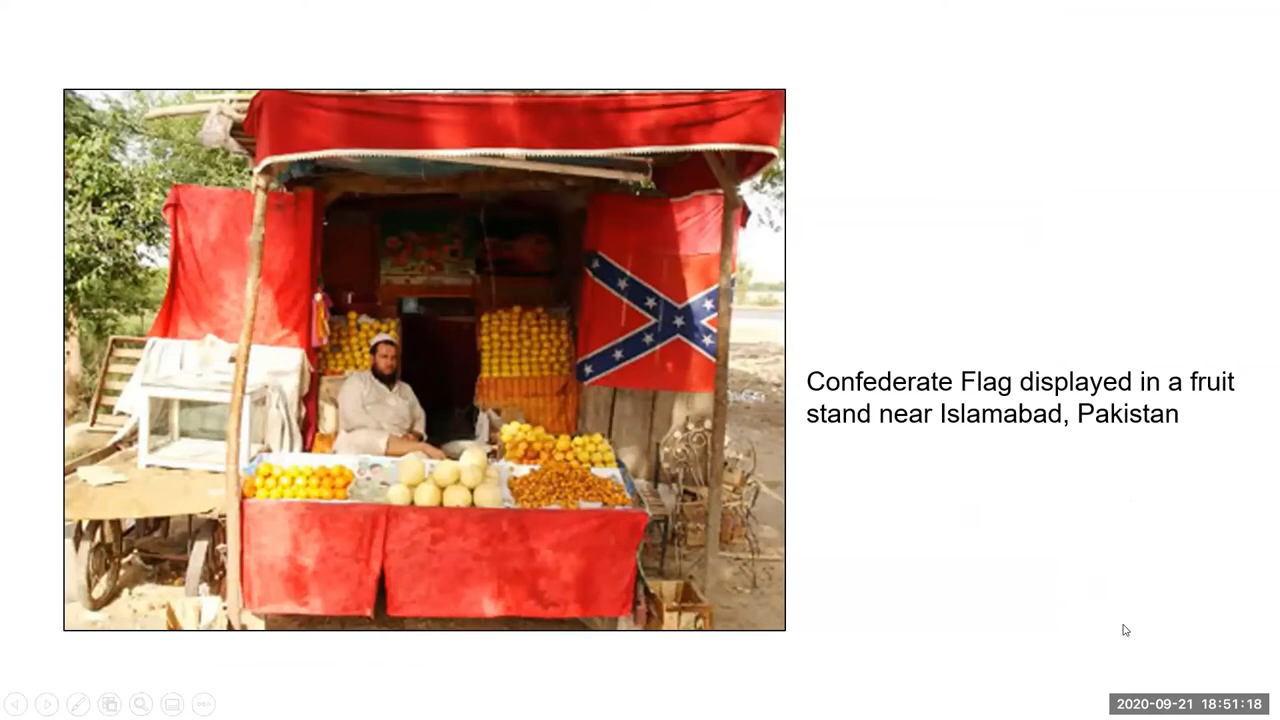 Confederate Flag displayed in a fruit
stand near Islamabad, Pakistan
2020-09-21 18:51:18